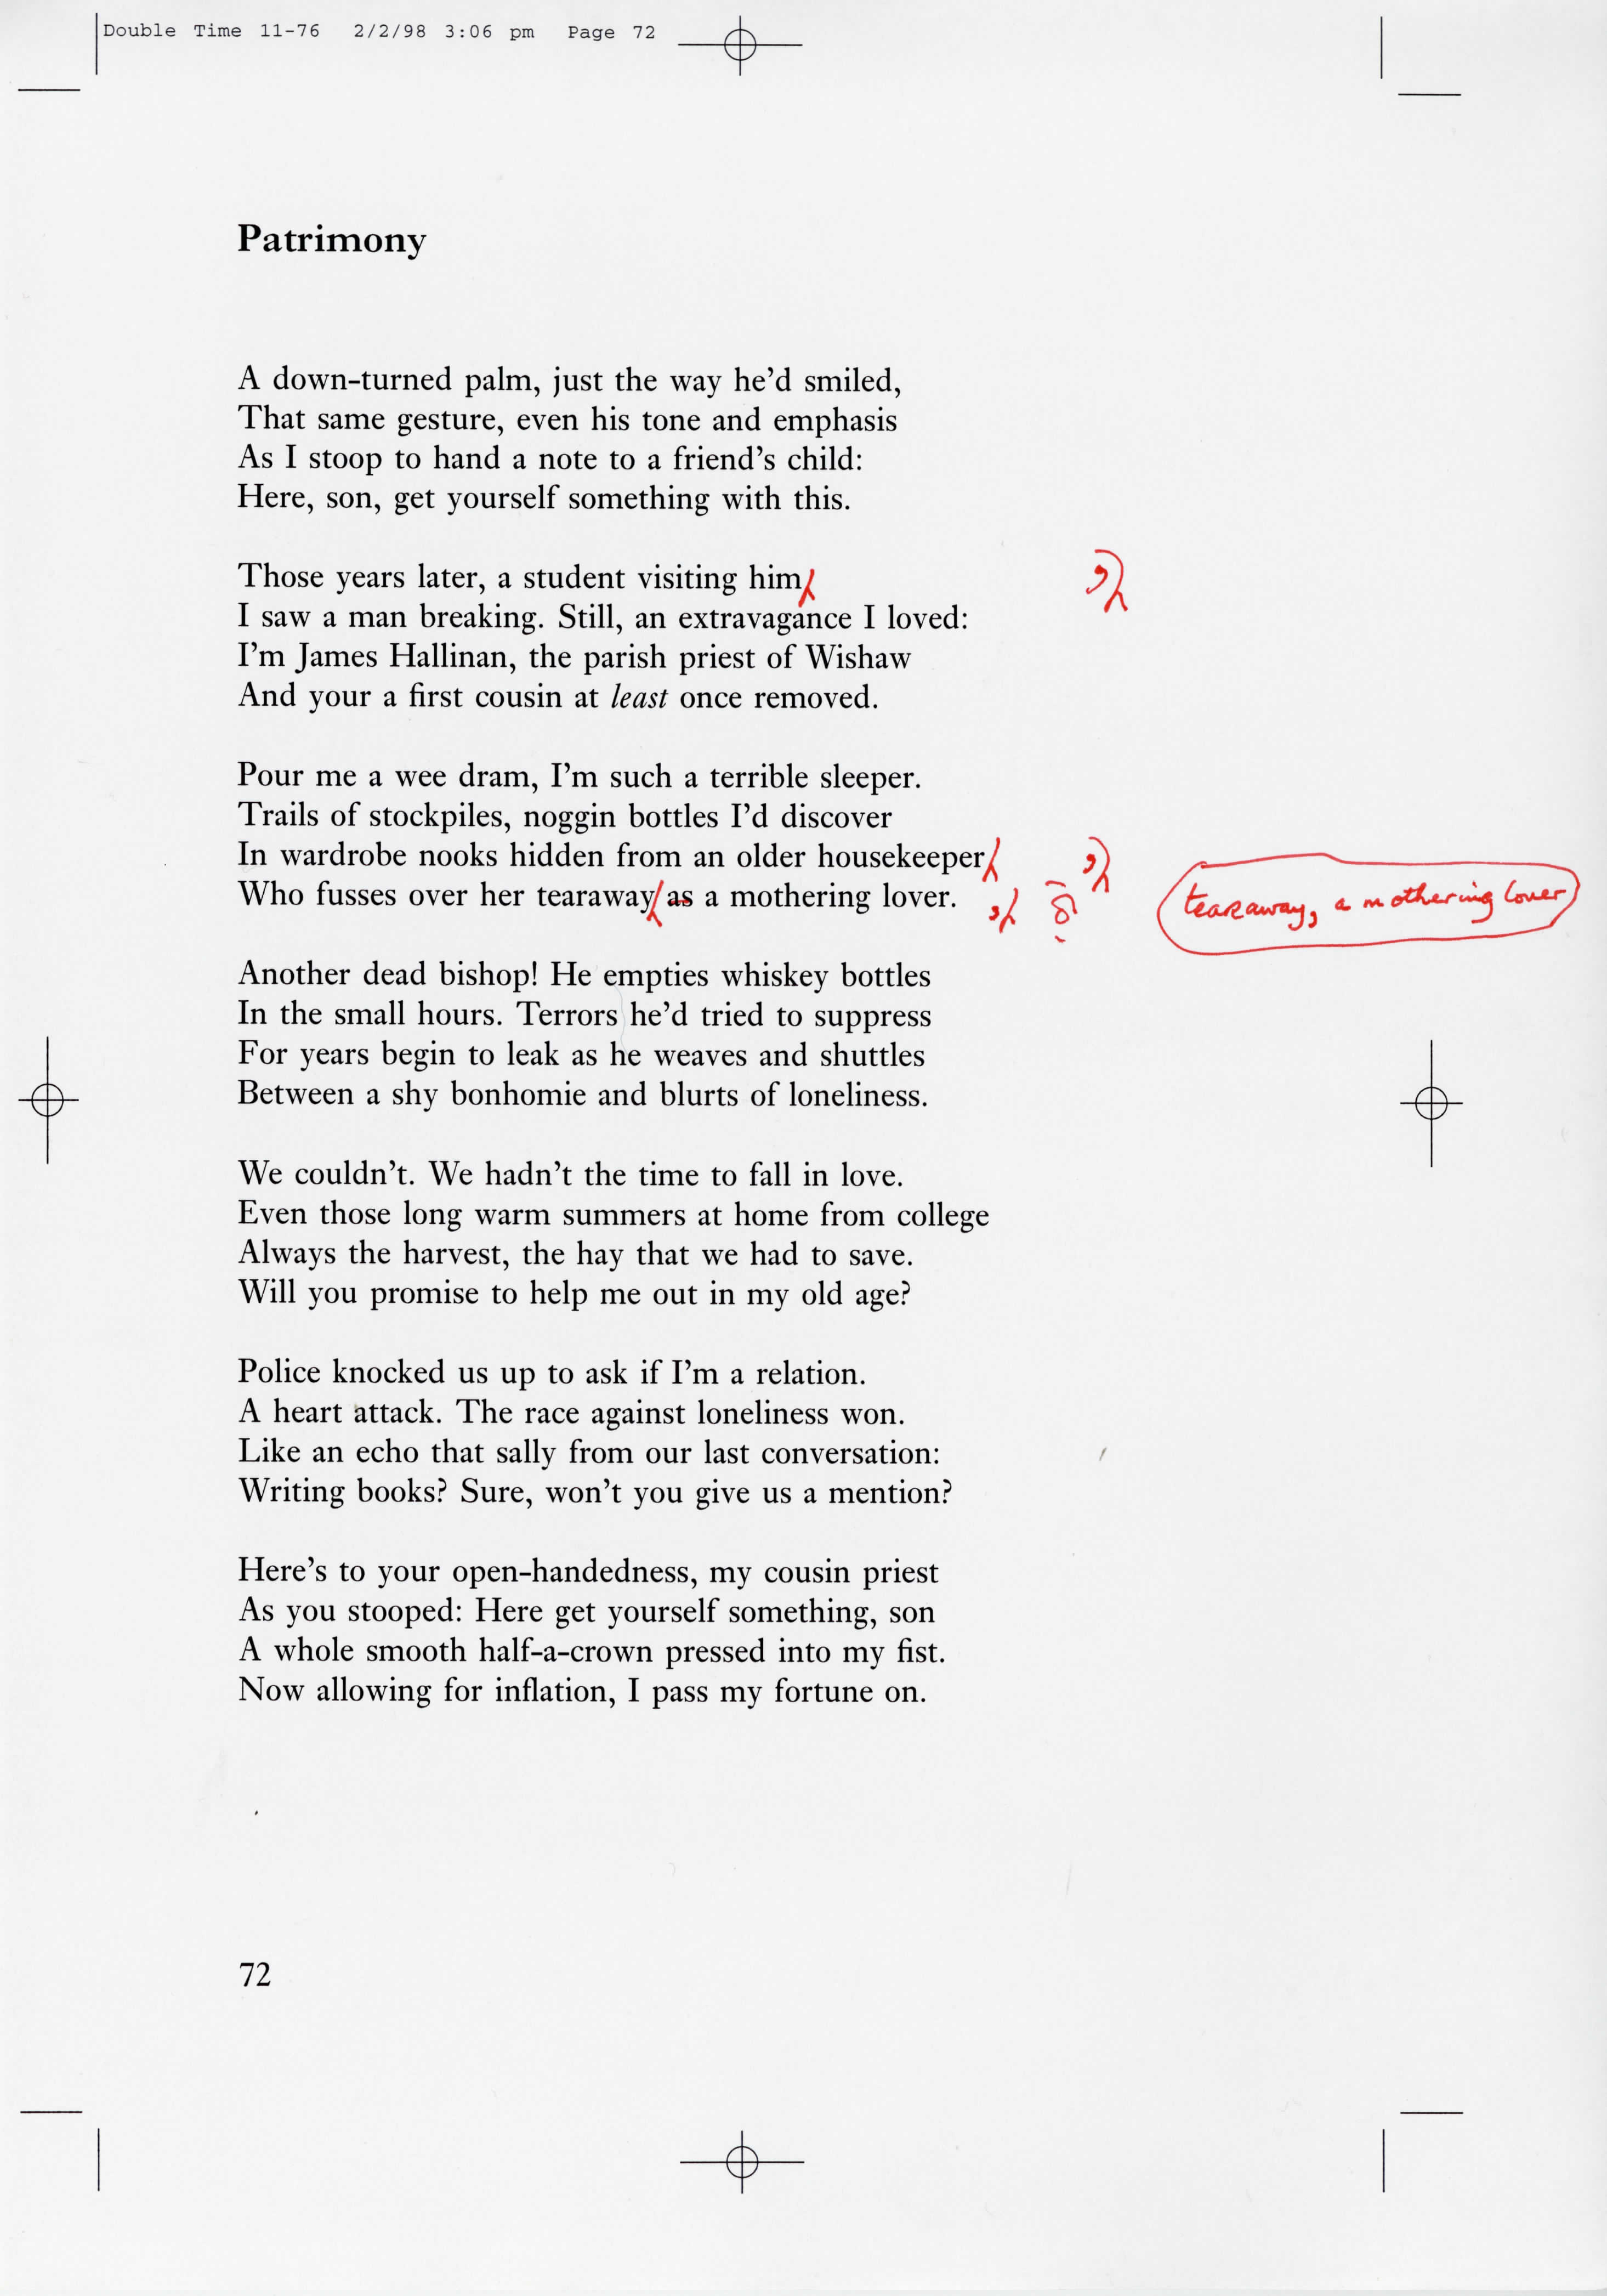 Double Time 11-76 2/2/98 3:06 pm Page 72
Patrimony
A down-turned palm, just the way he’d smiled,
That same gesture, even his tone and emphasis
As I stoop to hand a note to a friend’s child:
Here, son, get yourself something with this.
Those years later, a student visiting him ,
I saw a man breaking. Still, an extravagance I loved:
I’m James Hallinan, the parish priest of Wishaw
And your a first cousin at least once removed.
Pour me a wee dram, I’m such a terrible sleeper.
Trails of stockpiles, noggin bottles I’d discover
In wardrobe nooks hidden from an older housekeeper ,
Who fusses over her tearaway as a mothering lover. , tearaway, a mothering lover
Another dead bishop! He empties whiskey bottles
In the small hours. Terrors he’d tried to suppress
For years begin to leak as he weaves and shuttles
Between a shy bonhomie and blurts of loneliness.
We couldn’t. We hadn’t the time to fall in love.
Even those long warm summers at home from college
Always the harvest, the hay that we had to save.
Will you promise to help me out in my old age?
Police knocked us up to ask if I’m a relation.
A heart attack. The race against loneliness won.
Like an echo that sally from our last conversation:
Writing books? Sure, won’t you give us a mention?
Here’s to your open-handedness, my cousin priest
As you stooped: Here get yourself something, son
A whole smooth half-a-crown pressed into my fist.
Now allowing for inflation, I pass my fortune on.
72